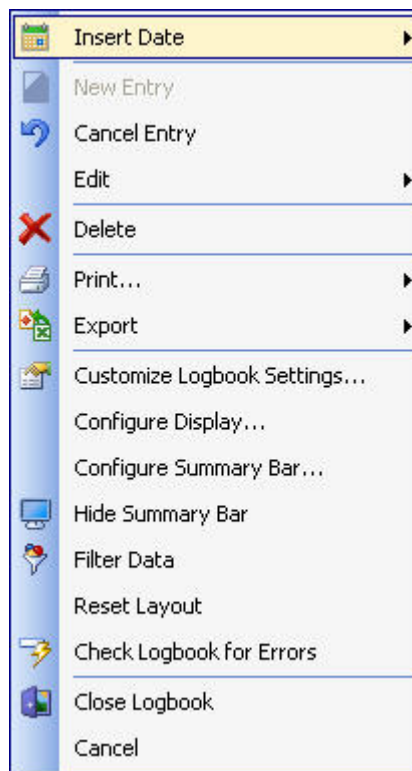 Insert Date
New Entry
Cancel Entry
Edit
Delete
Print...
Export
Customize Logbook Settings...
Configure Display...
Configure Summary Bar...
Hide Summary Bar
Filter Data
Reset Layout
Check Logbook for Errors
Close Logbook
Cancel